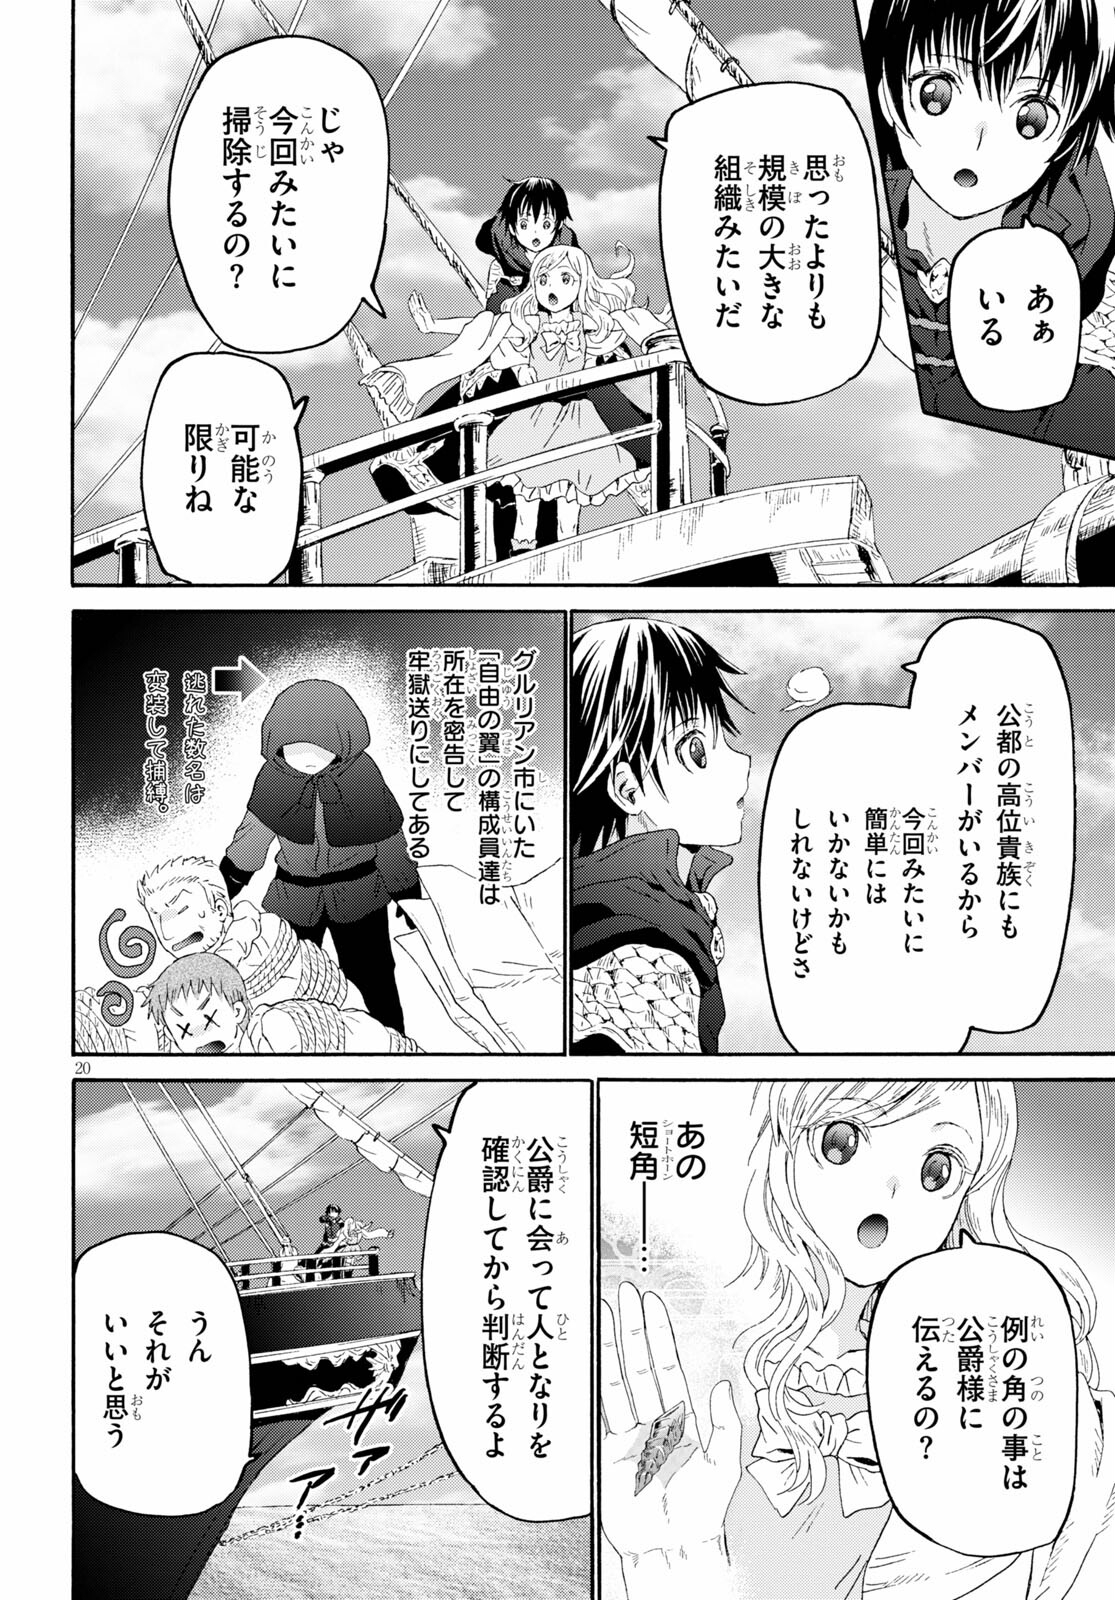 あぁ
いる
思ったよりも
規模の大きな
組織みたいだ
じゃ
今回みたいに
掃除するの？
可能な
限りね
公都の高位貴族にも
メンバーがいるから
今回みたいに
簡単には
いかないかも
しれないけどさ
グルリアン市にいた
「自由の翼」の構成員達は
所在を密告して
牢獄送りにしてある
逃れた数名は
変装して捕縛。
20
例の角の事は
公爵様に
伝えるの？
あの
短角――…
公爵に会って人となりを
確認してから判断するよ
うん
それが
いいと思う
アァァ